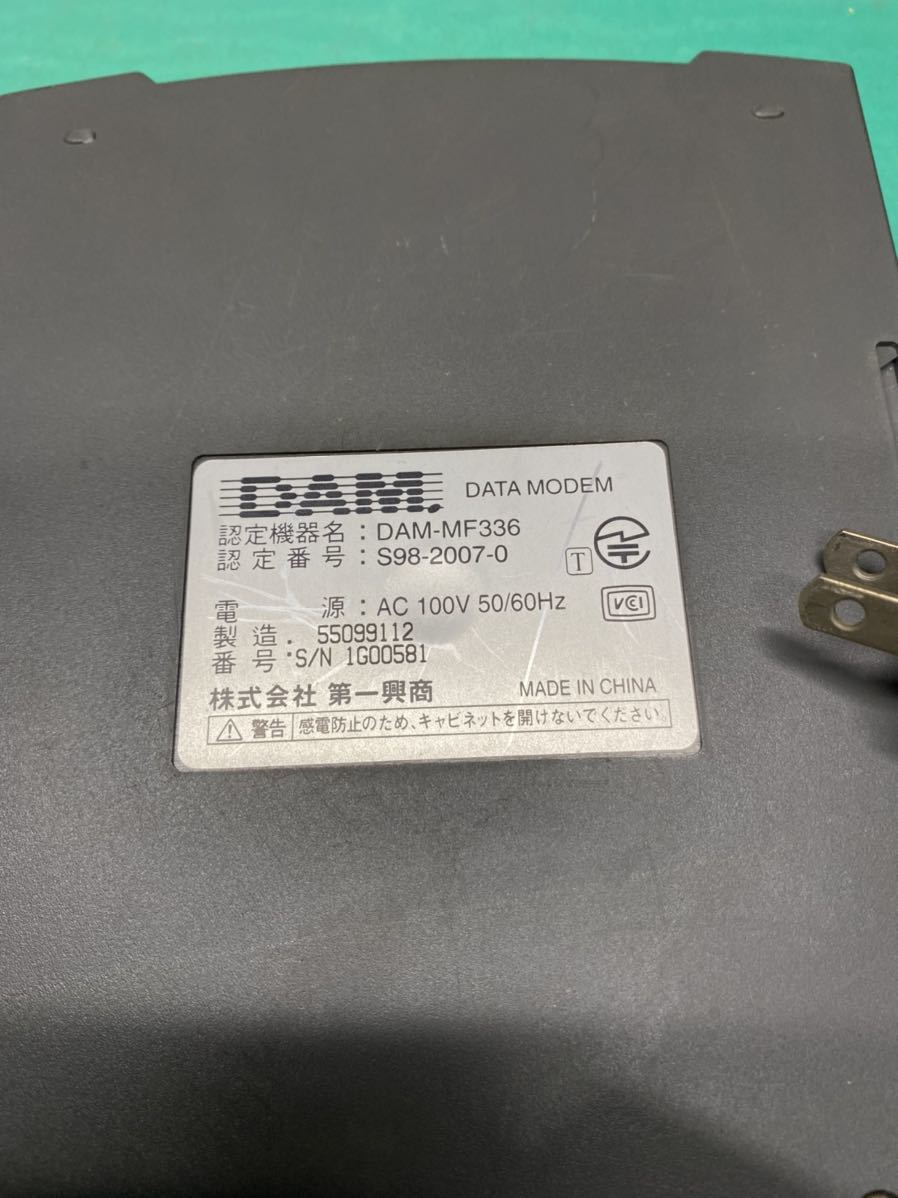 DAM. DATA MODEM
認定機器名:DAM-MF336
認定番号:S98-2007-0
T
電源:AC 100V 50/60Hz
VCI
製造. 55099112
番号:S/N 1G00581
株式会社 第一興商 MADE IN CHINA
警告 感電防止のため、キャビネットを開けないでください。